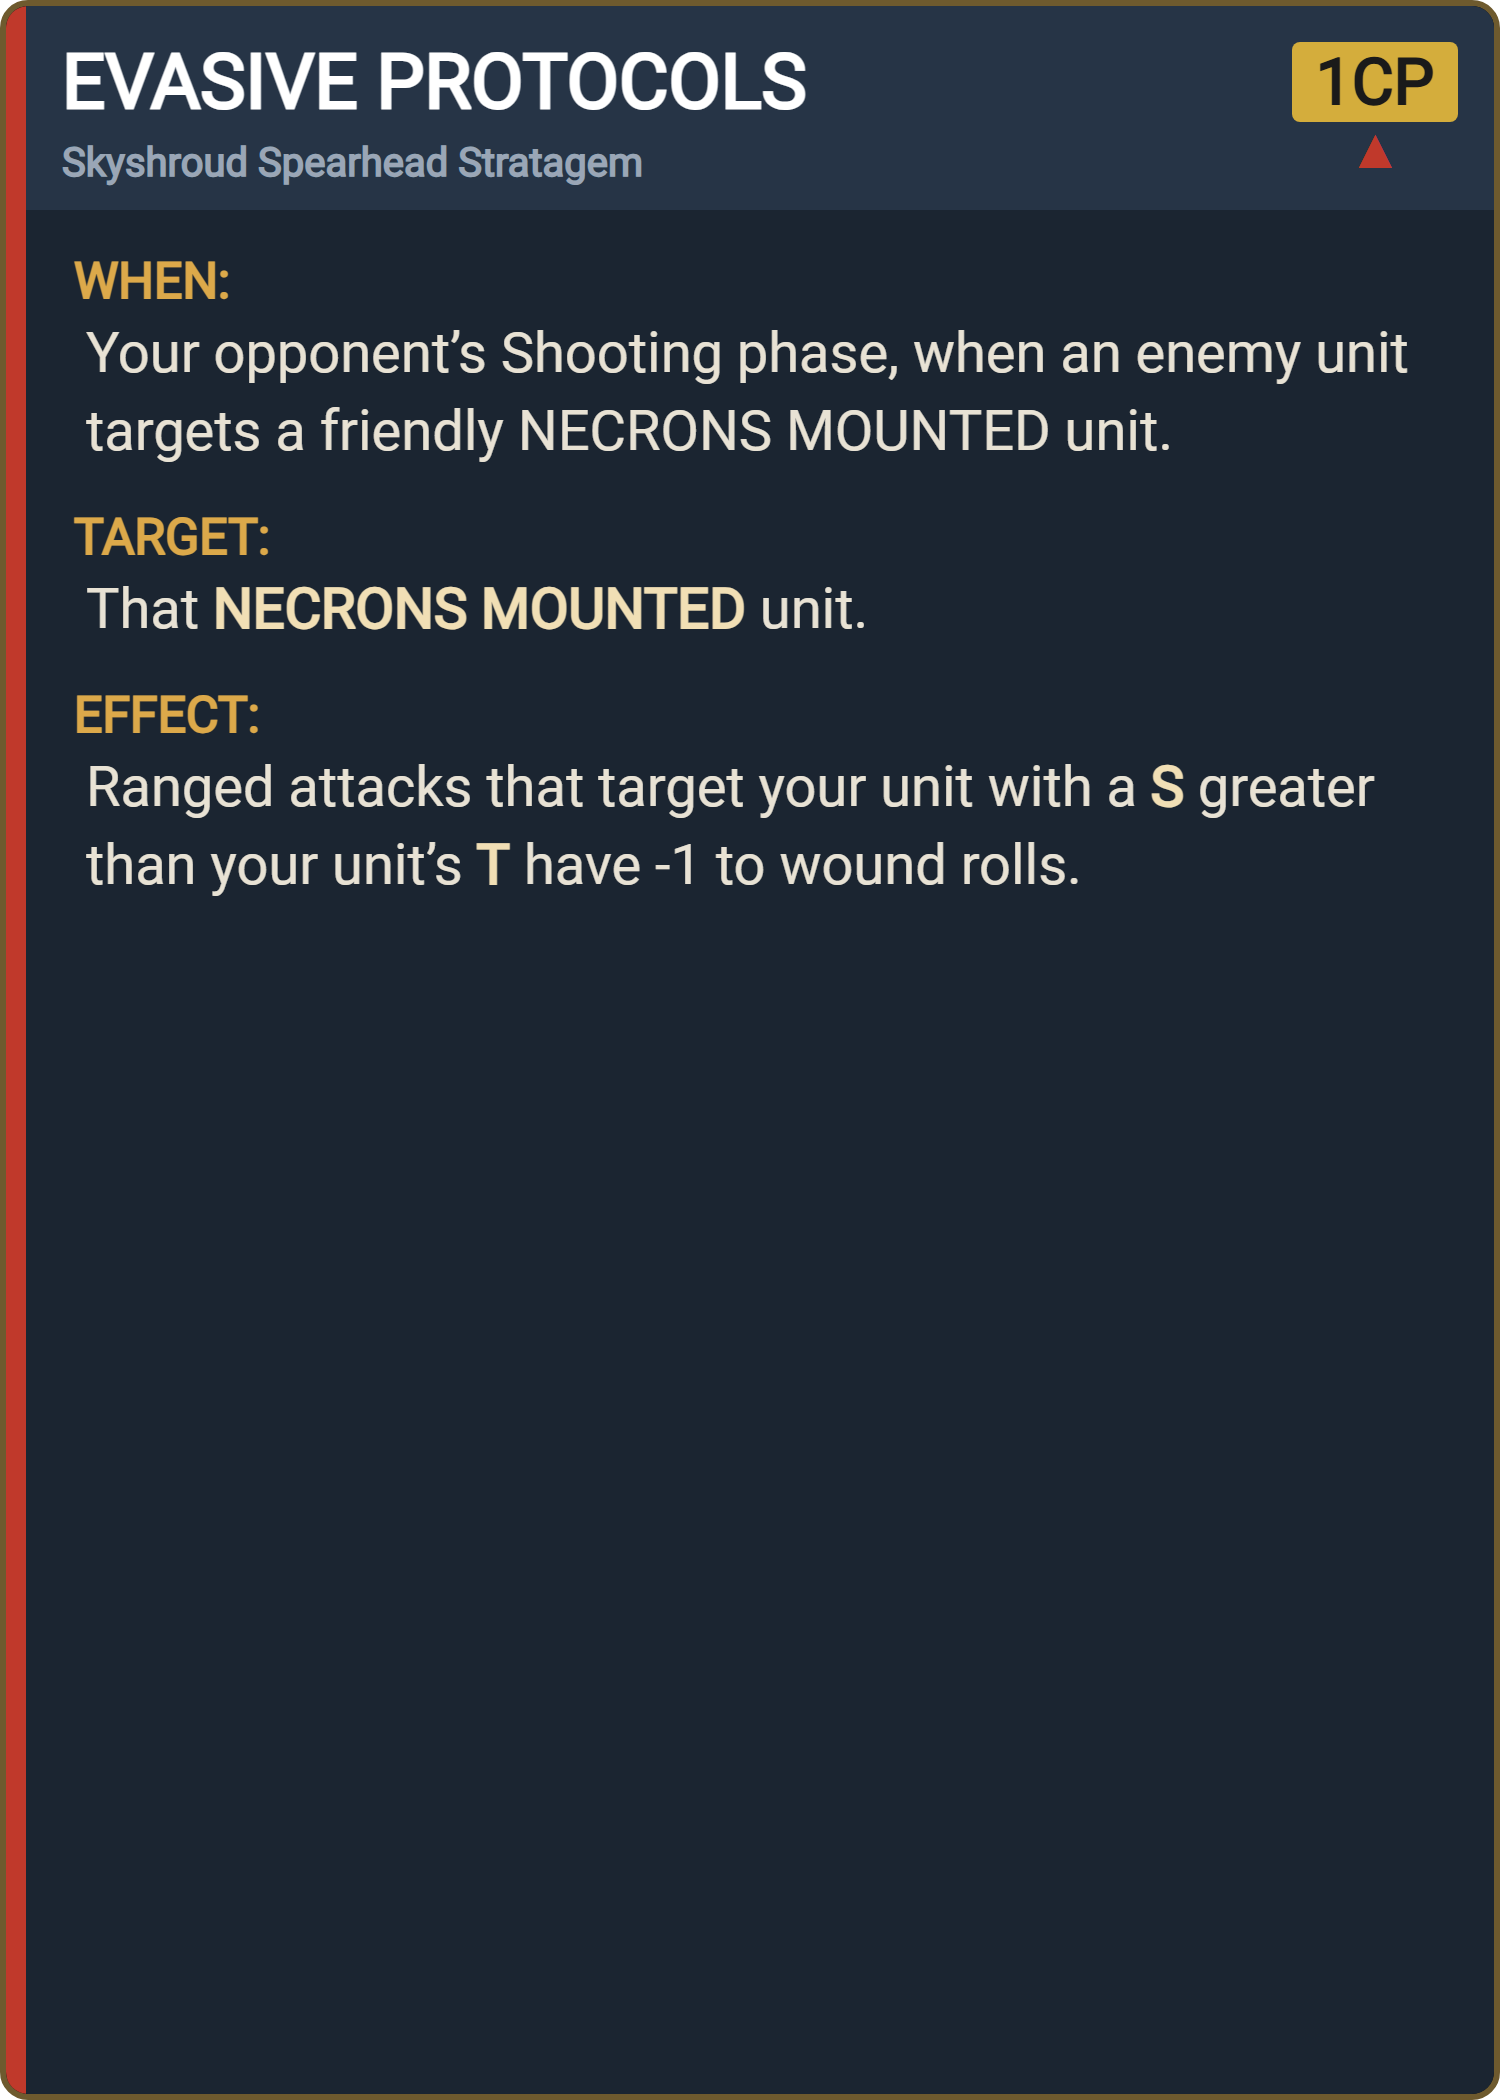 EVASIVE PROTOCOLS
1CP
Skyshroud Spearhead Stratagem
▲
WHEN:
Your opponent’s Shooting phase, when an enemy unit
targets a friendly NECRONS MOUNTED unit.
TARGET:
That NECRONS MOUNTED unit.
EFFECT:
Ranged attacks that target your unit with a S greater
than your unit’s T have -1 to wound rolls.